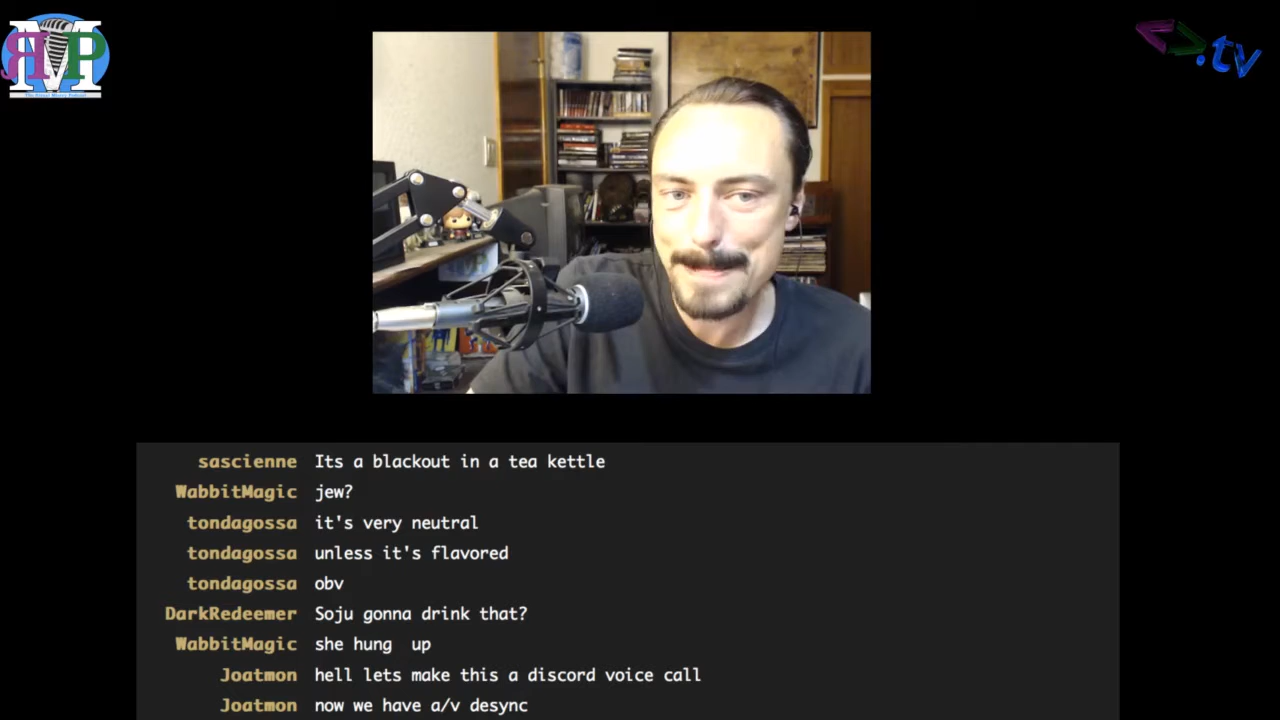 RMP
.tv
sascienne Its a blackout in a tea kettle
WabbitMagic jew?
tondagossa it's very neutral
tondagossa unless it's flavored
tondagossa obv
DarkRedeemer Soju gonna drink that?
WabbitMagic she hung up
Joatmon hell lets make this a discord voice call
Joatmon now we have a/v desync